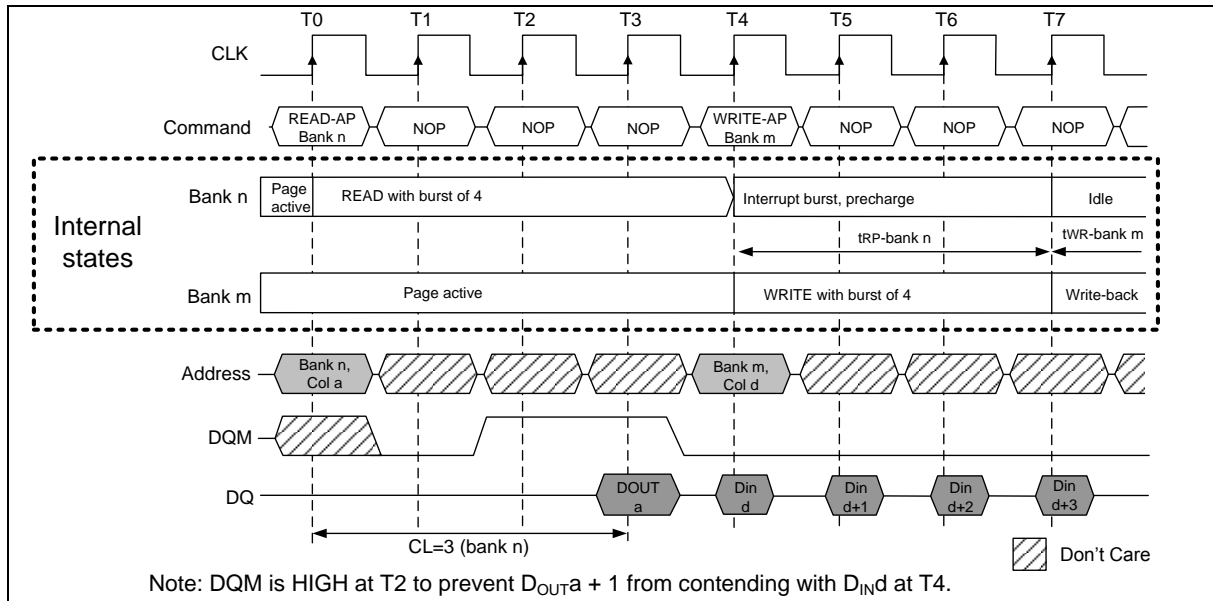 T0 T1 T2 T3 T4 T5 T6 T7
CLK
Command
READ-AP
Bank n
NOP NOP NOP
WRITE-AP
Bank m
NOP NOP NOP
Internal
states
Bank n
Page
active
READ with burst of 4
Interrupt burst, precharge
Idle
tRP-bank n
tWR-bank m
Bank m
Page active
WRITE with burst of 4
Write-back
Address
Bank n,
Col a
Bank m,
Col d
DQM
DQ
DOUT
a
Din
d
Din
d+1
Din
d+2
Din
d+3
CL=3 (bank n)
Don't Care
Note: DQM is HIGH at T2 to prevent DOUTa + 1 from contending with DINd at T4.